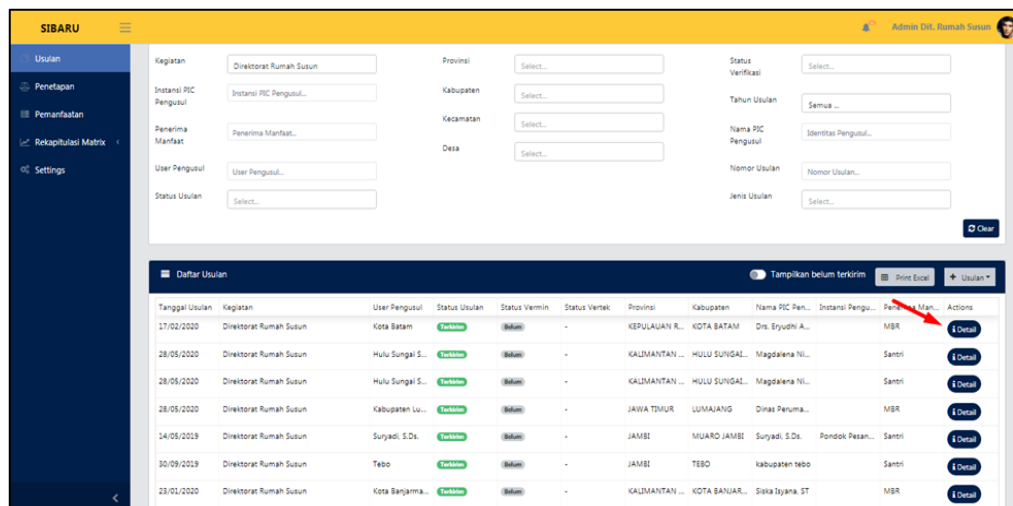 SIBARU
Admin Dit. Rumah Susun
Usulan
Penetapan
Pemanfaatan
Rekapitulasi Matrix
Settings
Kegiatan Direktorat Rumah Susun Provinsi Select... Status Verifikasi Select...
Instansi PIC Pengusul Instansi PIC Pengusul... Kabupaten Select... Tahun Usulan Semua ...
Penerima Manfaat Penerima Manfaat... Kecamatan Select... Nama PIC Pengusul Identitas Pengusul...
Desa Select...
User Pengusul User Pengusul... Nomor Usulan Nomor Usulan...
Status Usulan Select... Jenis Usulan Select...
Clear
Daftar Usulan Tampilkan belum terkirim Print Excel + Usulan
Tanggal Usulan Kegiatan User Pengusul Status Usulan Status Vermin Status Vertek Provinsi Kabupaten Nama PIC Pen... Instansi Pengu... Penerima Man... Actions
17/02/2020 Direktorat Rumah Susun Kota Batam Terkirim Belum - KEPULAUAN R... KOTA BATAM Drs. Eryudhi A... MBR Detail
28/05/2020 Direktorat Rumah Susun Hulu Sungai S... Terkirim Belum - KALIMANTAN ... HULU SUNGAI... Magdalena Ni... Santri Detail
28/05/2020 Direktorat Rumah Susun Hulu Sungai S... Terkirim Belum - KALIMANTAN ... HULU SUNGAI... Magdalena Ni... Santri Detail
28/05/2020 Direktorat Rumah Susun Kabupaten Lu... Terkirim Belum - JAWA TIMUR LUMAJANG Dinas Peruma... MBR Detail
14/05/2019 Direktorat Rumah Susun Suryadi, S.Ds. Terkirim Belum - JAMBI MUARO JAMBI Suryadi, S.Ds. Pondok Pesan... Santri Detail
30/09/2019 Direktorat Rumah Susun Tebo Terkirim Belum - JAMBI TEBO kabupaten tebo Santri Detail
23/01/2020 Direktorat Rumah Susun Kota Banjarma... Terkirim Belum - KALIMANTAN ... KOTA BANJAR... Siska Isyana, ST MBR Detail